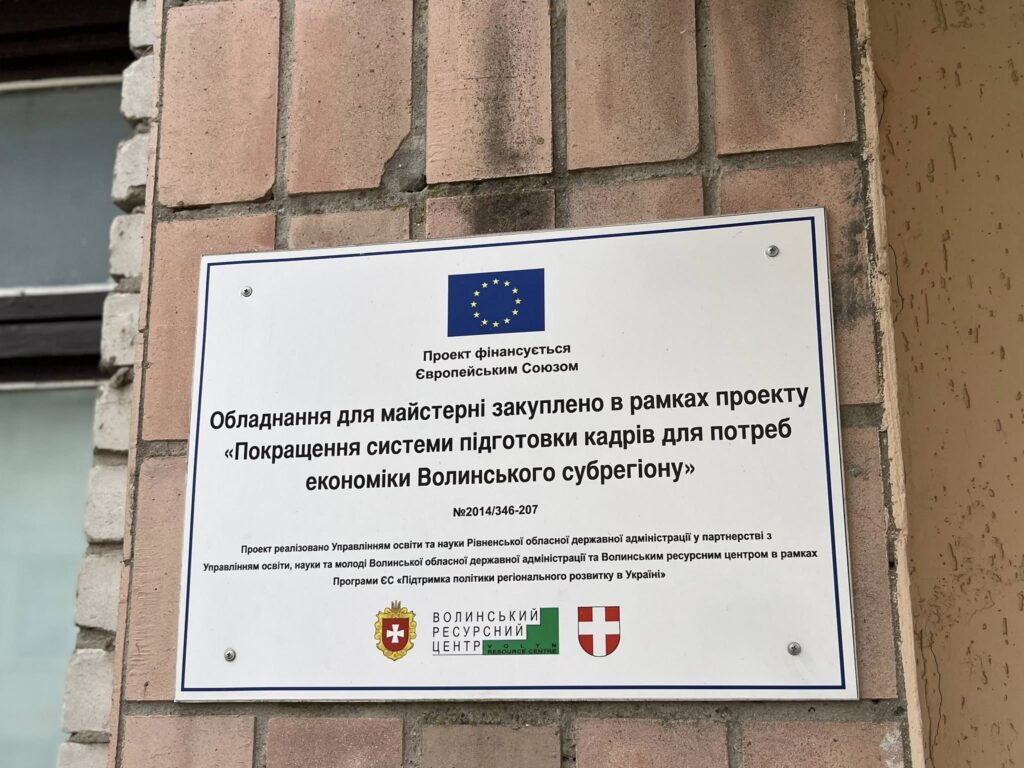 Проект фінансується
Європейським Союзом
Обладнання для майстерні закуплено в рамках проекту
«Покращення системи підготовки кадрів для потреб
економіки Волинського субрегіону»
№2014/346-207
Проект реалізовано Управлінням освіти та науки Рівненської обласної державної адміністрації у партнерстві з
Управлінням освіти, науки та молоді Волинської обласної державної адміністрації та Волинським ресурсним центром в рамках
Програми ЄС «Підтримка політики регіонального розвитку в Україні»
ВОЛИНСЬКИЙ
РЕСУРСНИЙ
ЦЕНТР
VOLYN
RESOURCE CENTRE